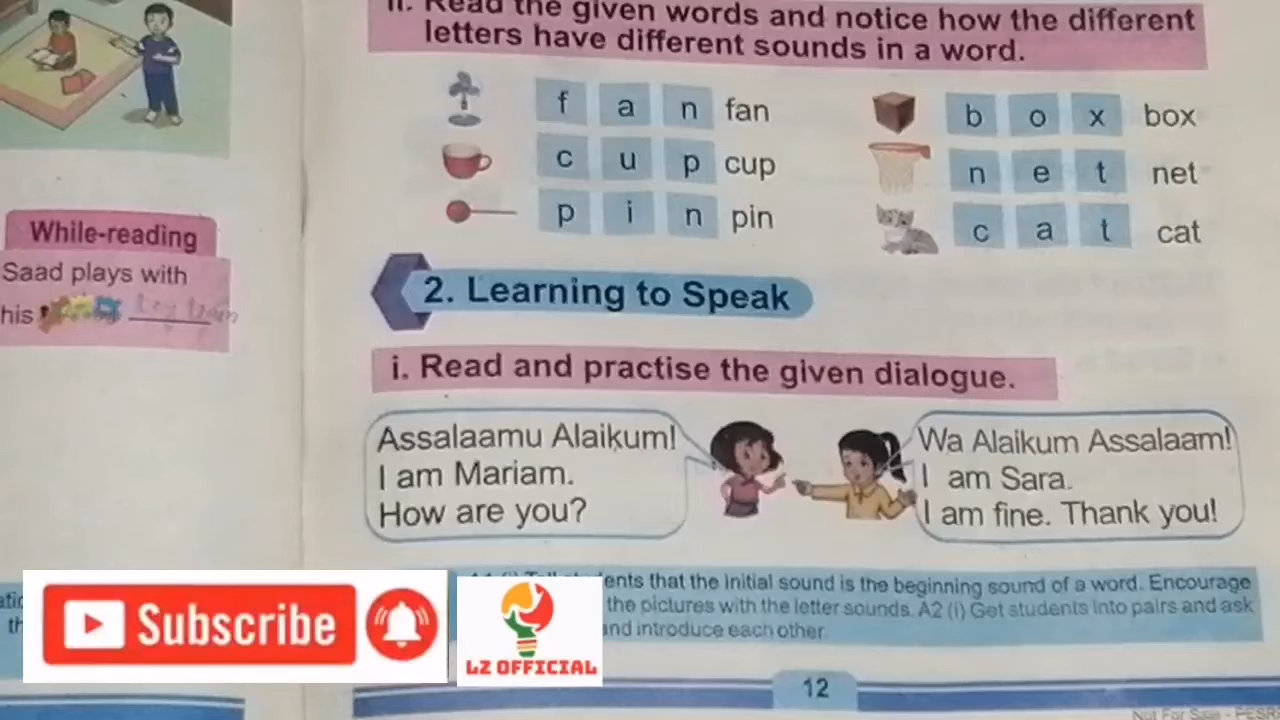 While-reading
Saad plays with
his toy train
ii. Read the given words and notice how the different
letters have different sounds in a word.
f a n fan
c u p cup
p i n pin
b o x box
n e t net
c a t cat
2. Learning to Speak
i. Read and practise the given dialogue.
Assalaamu Alaikum!
I am Mariam.
How are you?
Wa Alaikum Assalaam!
I am Sara.
I am fine. Thank you!
that the initial sound is the beginning sound of a word. Encourage
the pictures with the letter sounds. A2 (i) Get students into pairs and ask
and introduce each other
12
Not For Sale - PESRP
Subscribe
LZ OFFICIAL